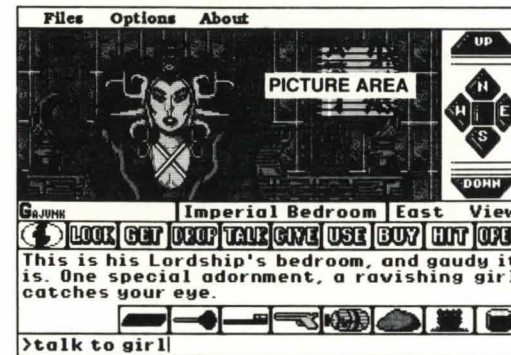 Files Options About
PICTURE AREA
UP
N
W i E
S
DOWN
GAJUNK Imperial Bedroom East View
LOOK GET DROP TALK GIVE USE BUY HIT OPE
This is his Lordship's bedroom, and gaudy it
is. One special adornment, a ravishing girl
catches your eye.
>talk to girl